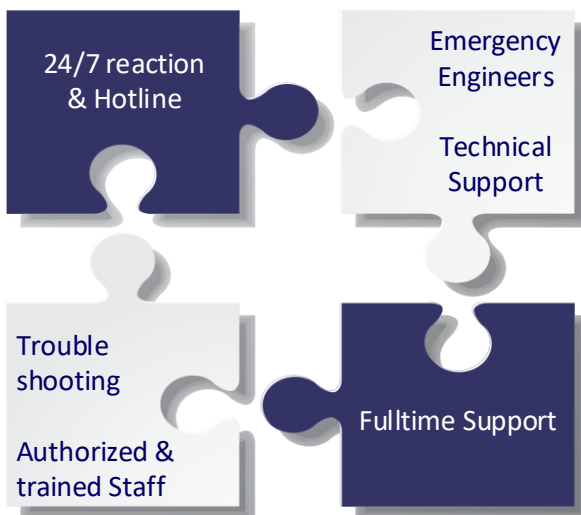 24/7 reaction
& Hotline
Emergency
Engineers
Technical
Support
Trouble
shooting
Authorized &
trained Staff
Fulltime Support